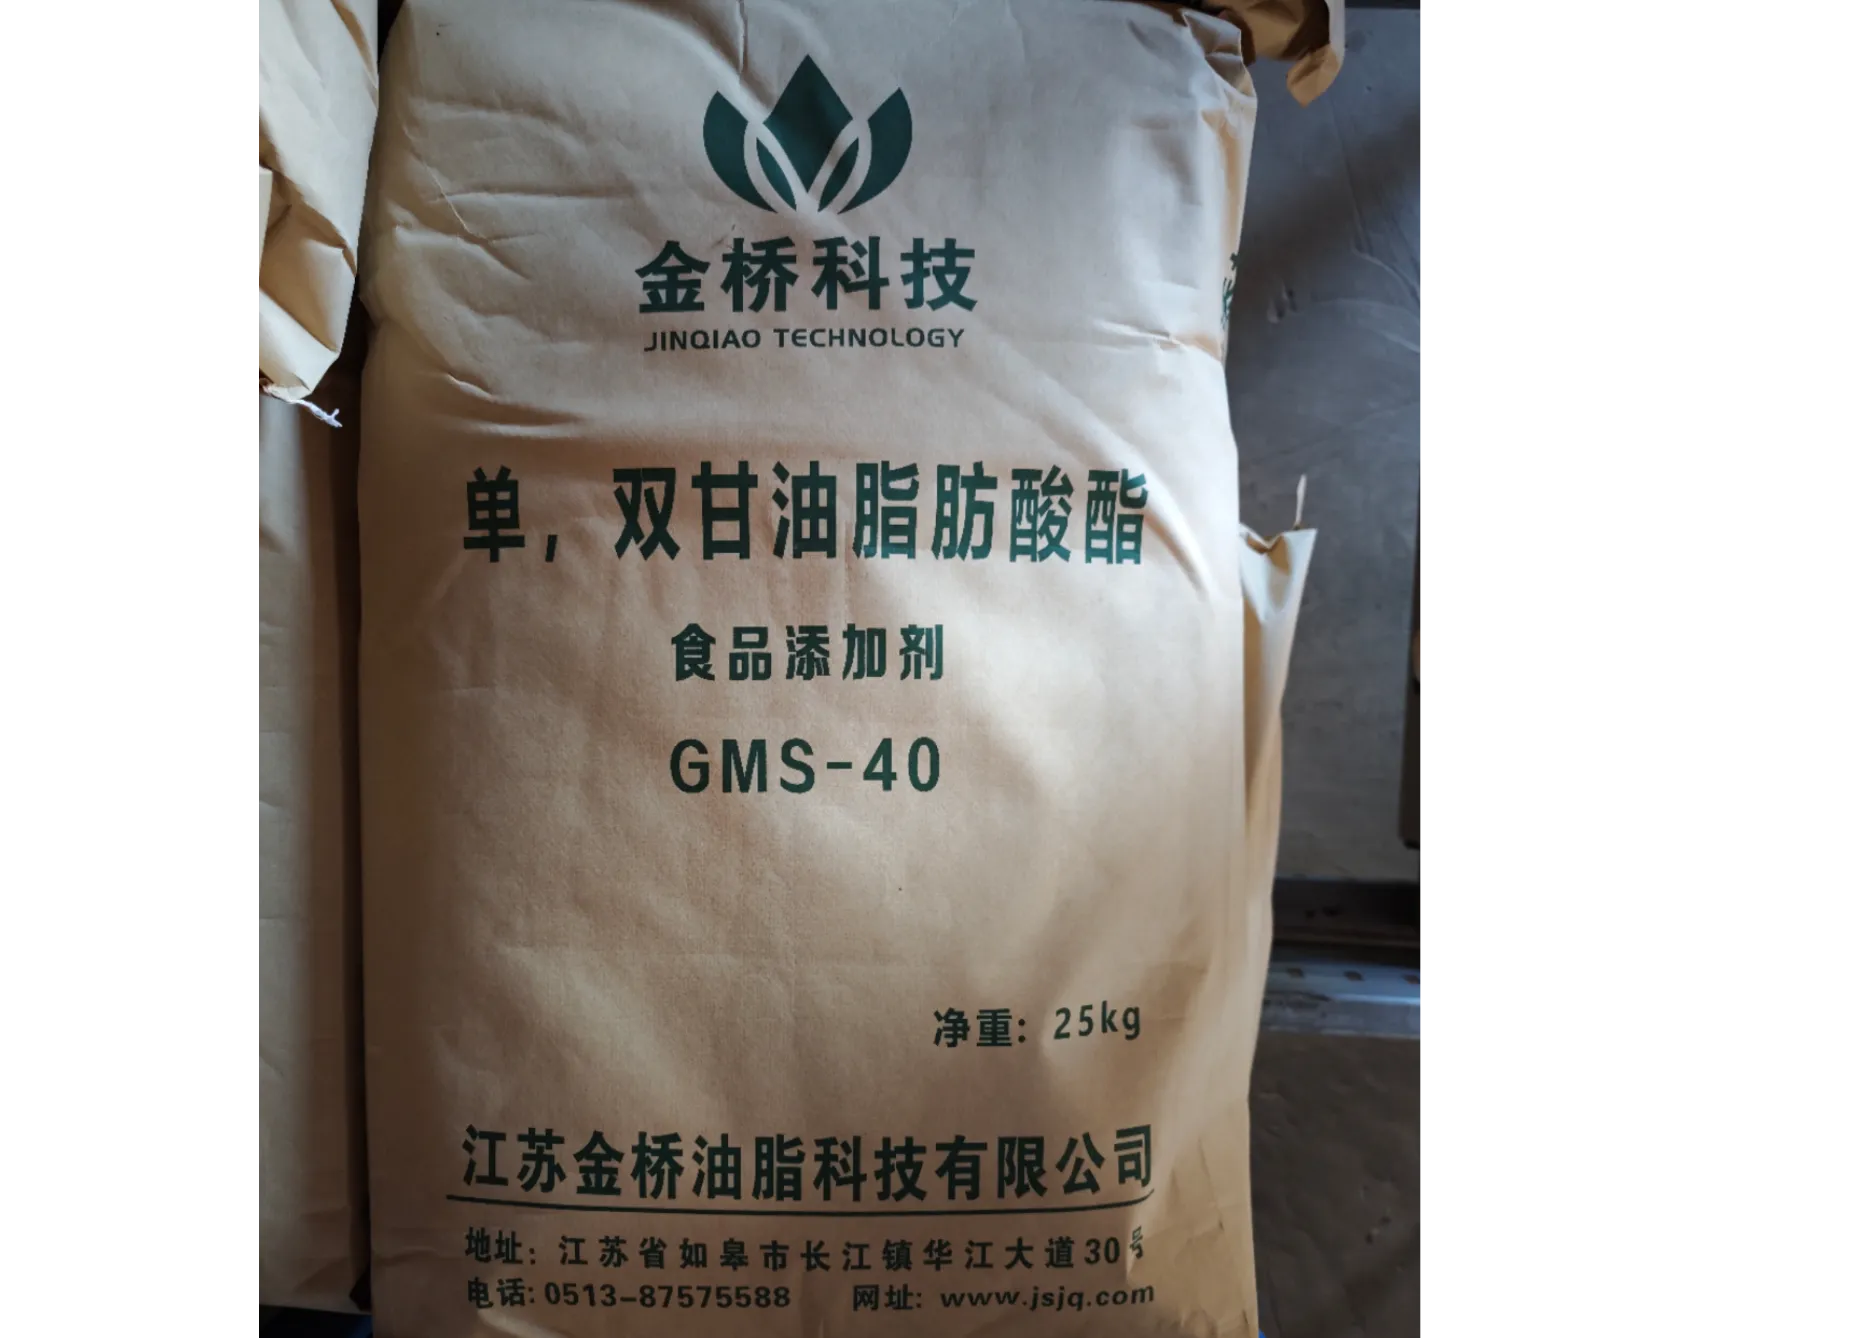 金桥科技
JINQIAO TECHNOLOGY
单，双甘油脂肪酸酯
食品添加剂
GMS-40
净重：25kg
江苏金桥油脂科技有限公司
地址：江苏省如皋市长江镇华江大道30号
电话:0513-87575588 网址: www.jsjq.com